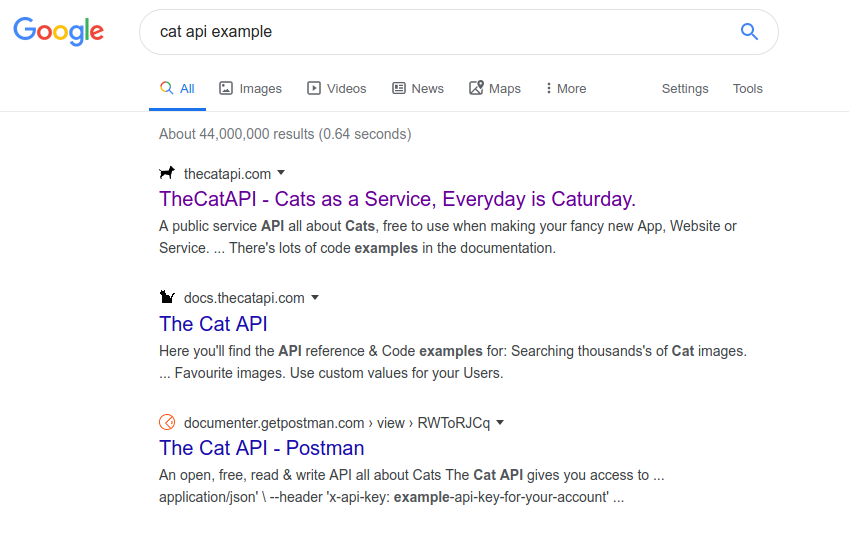 Google
cat api example
All Images Videos News Maps More Settings Tools
About 44,000,000 results (0.64 seconds)
thecatapi.com
TheCatAPI - Cats as a Service, Everyday is Caturday.
A public service API all about Cats, free to use when making your fancy new App, Website or
Service. ... There's lots of code examples in the documentation.
docs.thecatapi.com
The Cat API
Here you'll find the API reference & Code examples for: Searching thousands's of Cat images.
... Favourite images. Use custom values for your Users.
documenter.getpostman.com › view › RWToRJCq
The Cat API - Postman
An open, free, read & write API all about Cats The Cat API gives you access to ...
application/json' \ --header 'x-api-key: example-api-key-for-your-account' ...